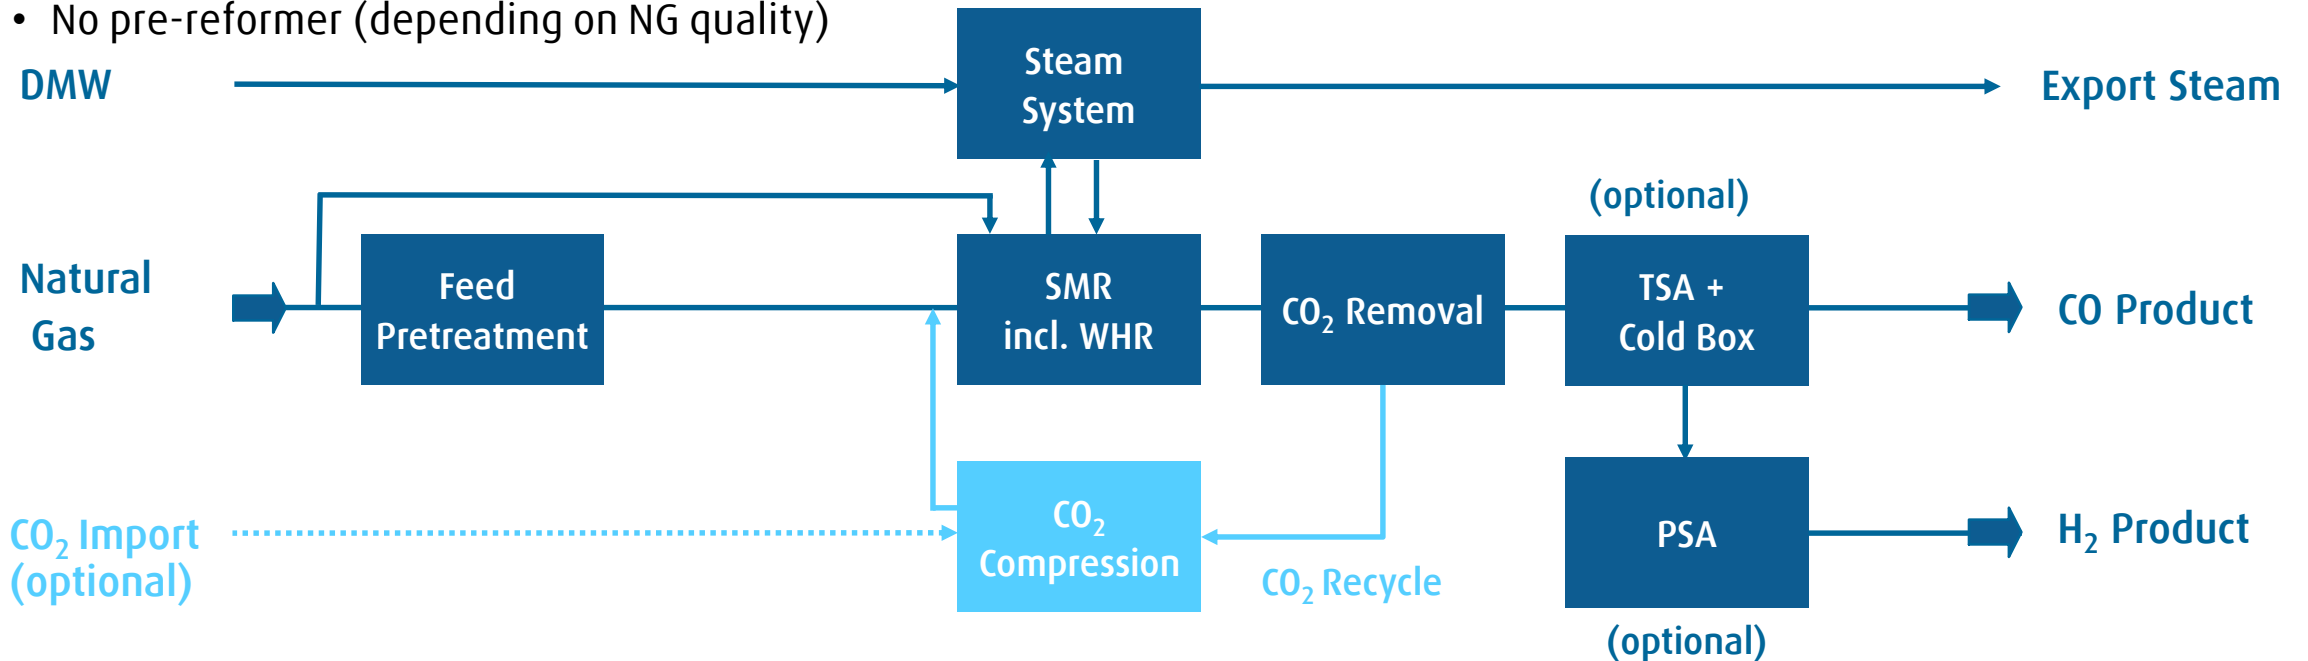 • No pre-reformer (depending on NG quality)
DMW
Steam
System
Export Steam
(optional)
Natural
Gas
Feed
Pretreatment
SMR
incl. WHR
CO₂ Removal
TSA +
Cold Box
CO Product
CO₂ Import
(optional)
CO₂
Compression
CO₂ Recycle
PSA
H₂ Product
(optional)